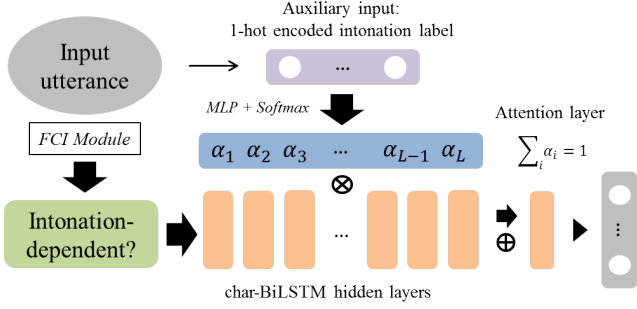 Auxiliary input:
1-hot encoded intonation label
Input
utterance
...
MLP + Softmax
Attention layer
FCI Module
α1 α2 α3 ... αL−1 αL
∑i αi = 1
⊗
Intonation-
dependent?
...
⊕
...
char-BiLSTM hidden layers